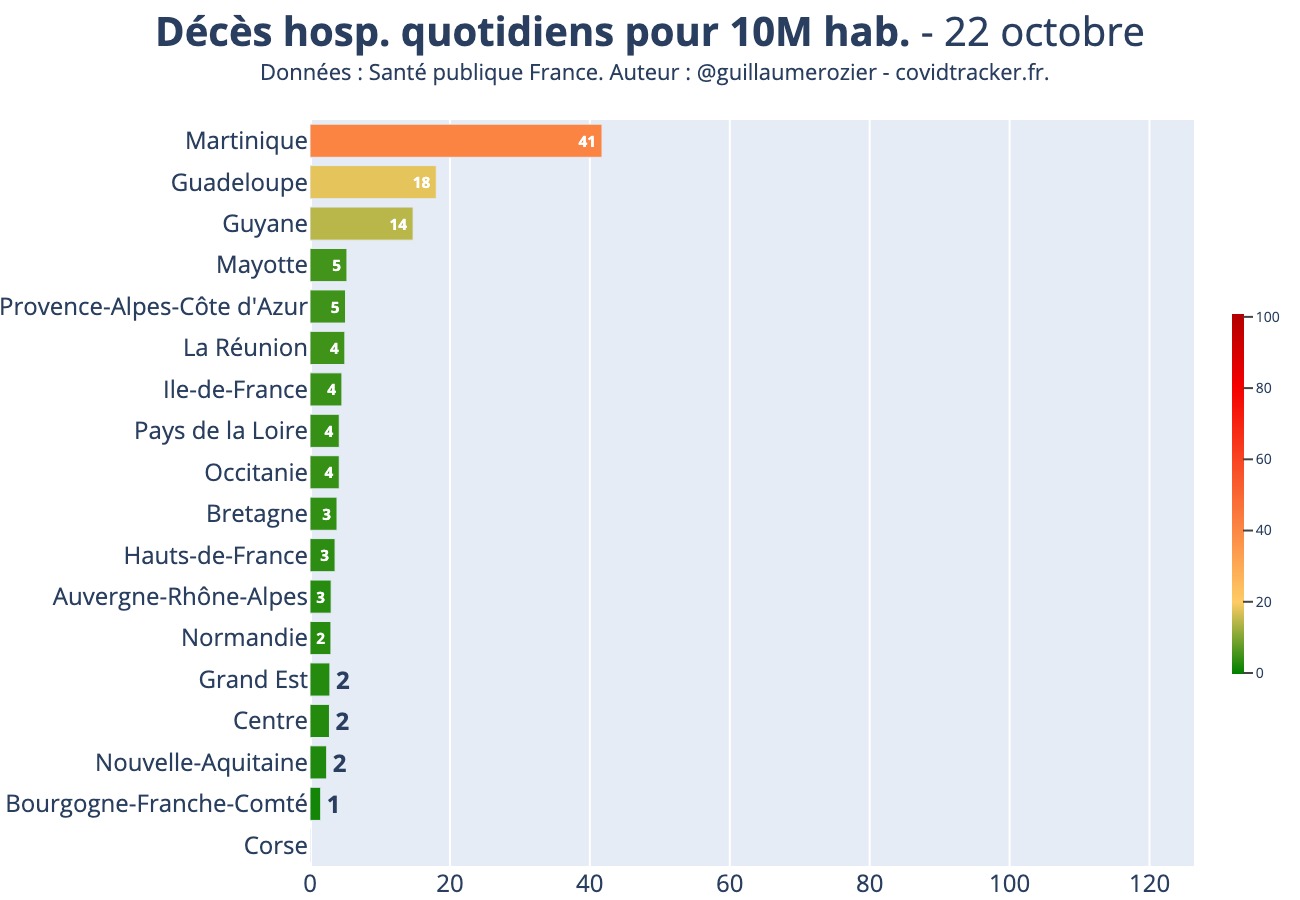 Décès hosp. quotidiens pour 10M hab. - 22 octobre
Données : Santé publique France. Auteur : @guillaumerozier - covidtracker.fr.
Martinique 41
Guadeloupe 18
Guyane 14
Mayotte 5
Provence-Alpes-Côte d'Azur 5
La Réunion 4
Ile-de-France 4
Pays de la Loire 4
Occitanie 4
Bretagne 3
Hauts-de-France 3
Auvergne-Rhône-Alpes 3
Normandie 2
Grand Est 2
Centre 2
Nouvelle-Aquitaine 2
Bourgogne-Franche-Comté 1
Corse
0 20 40 60 80 100 120
100
80
60
40
20
0